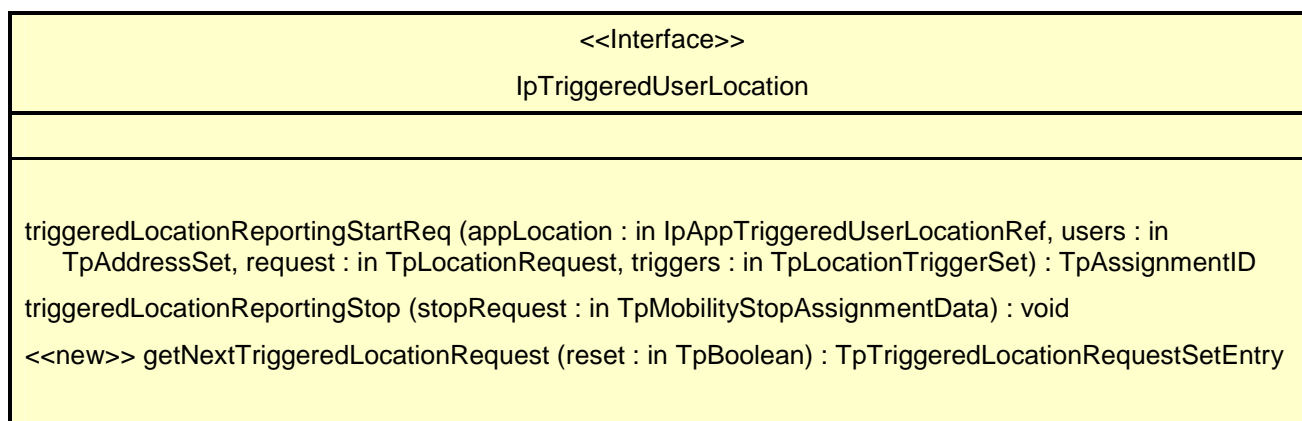 <<Interface>>
IpTriggeredUserLocation
triggeredLocationReportingStartReq (appLocation : in IpAppTriggeredUserLocationRef, users : in
TpAddressSet, request : in TpLocationRequest, triggers : in TpLocationTriggerSet) : TpAssignmentID
triggeredLocationReportingStop (stopRequest : in TpMobilityStopAssignmentData) : void
<<new>> getNextTriggeredLocationRequest (reset : in TpBoolean) : TpTriggeredLocationRequestSetEntry